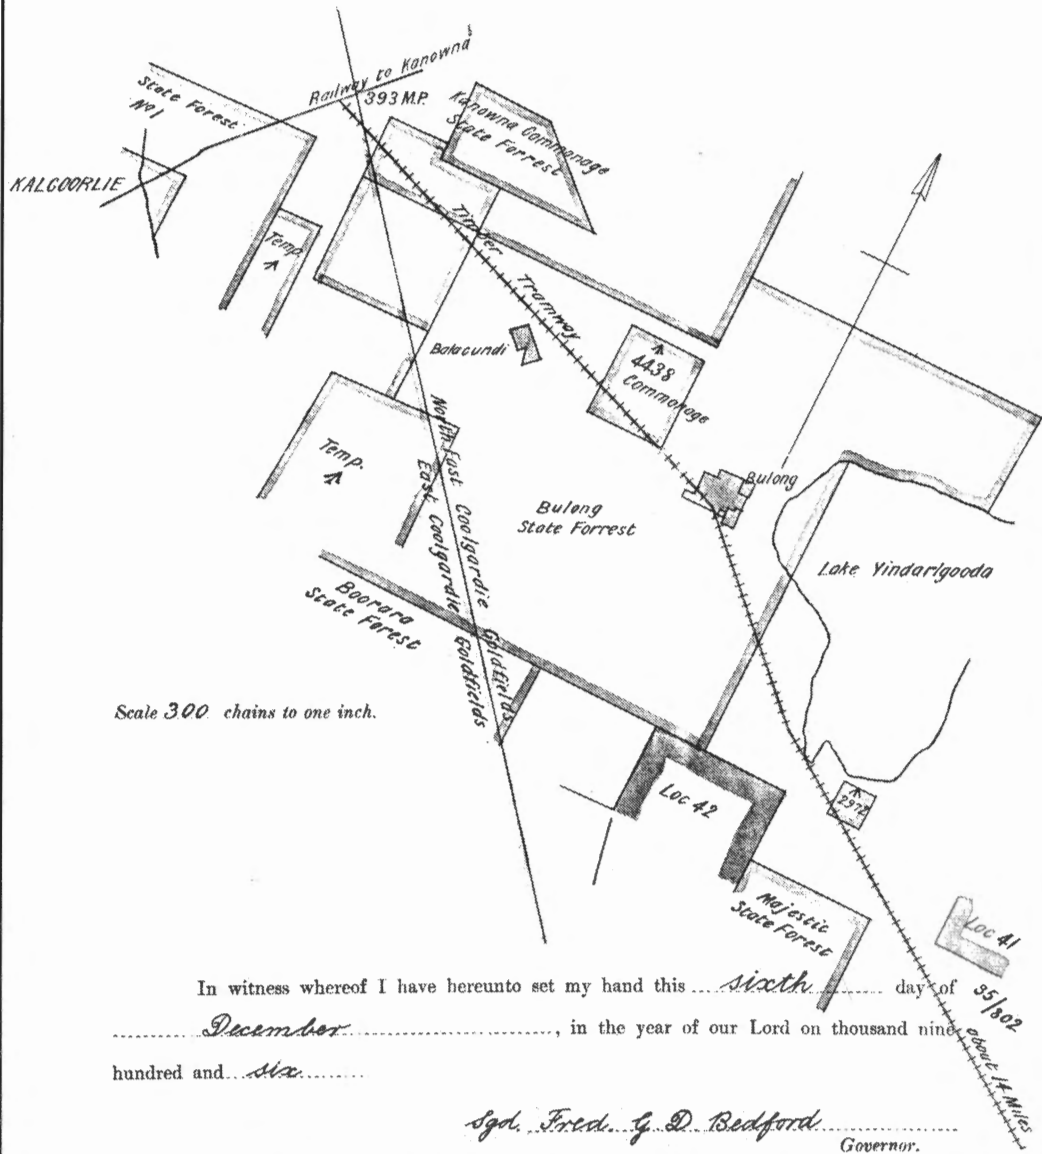 Railway to Kanowna
393 M.P.
State Forest
No 1
Kanowna Commonage
State Forrest
KALGOORLIE
Temp
Timber Tramway
Balacundi
4438
Commonage
Temp.
North East Coolgardie Goldfields
East Coolgardie Goldfields
Bulong
Bulong
State Forrest
Lake Yindarlgooda
Boorara
State Forest
Scale 300 chains to one inch.
Loc 42
2972
Majestic
State Forest
Loc 41
35/802
about 14 Miles
In witness whereof I have hereunto set my hand this sixth day of
December, in the year of our Lord on thousand nine
hundred and six
Sgd. Fred. G D Bedford
Governor.